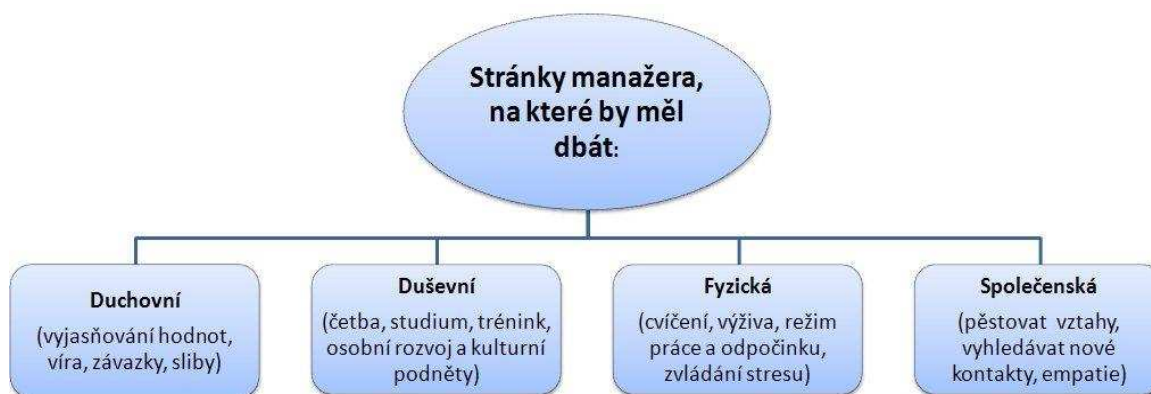 Stránky manažera,
na které by měl
dbát:
Duchovní
(vyjasňování hodnot,
víra, závazky, sliby)
Duševní
(četba, studium, trénink,
osobní rozvoj a kulturní
podněty)
Fyzická
(cvičení, výživa, režim
práce a odpočinku,
zvládání stresu)
Společenská
(pěstovat vztahy,
vyhledávat nové
kontakty, empatie)